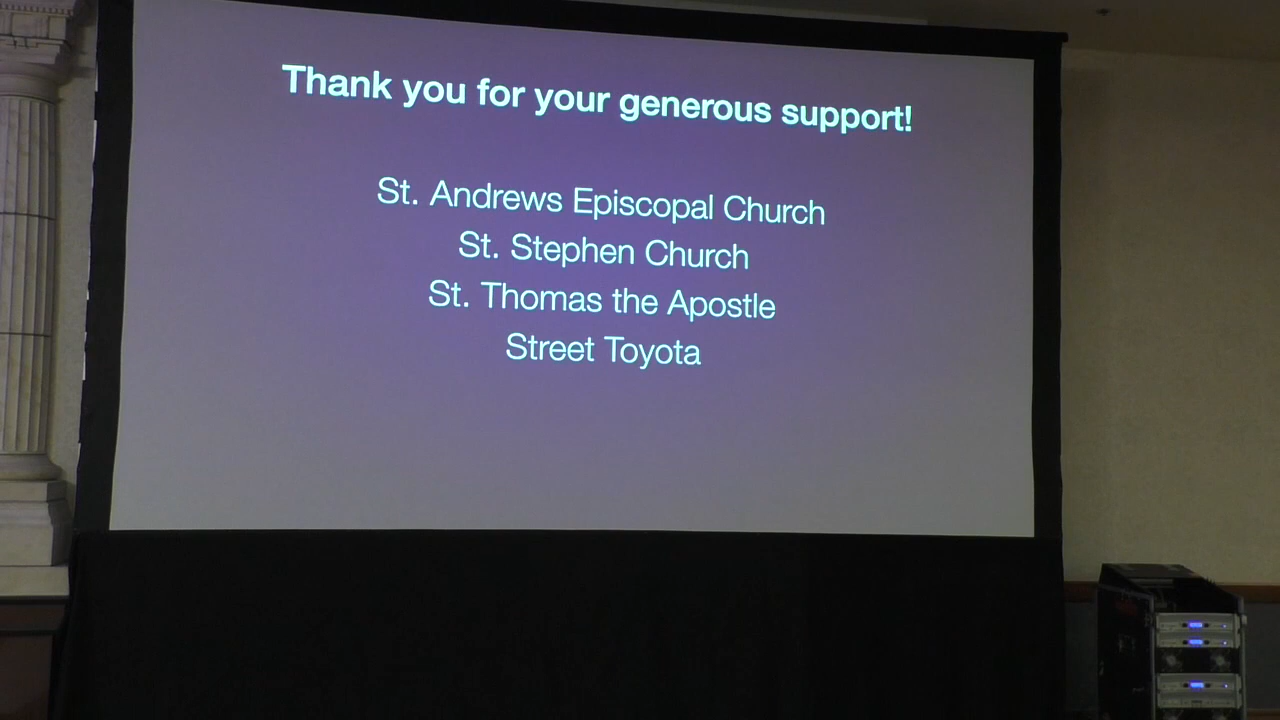 Thank you for your generous support!
St. Andrews Episcopal Church
St. Stephen Church
St. Thomas the Apostle
Street Toyota